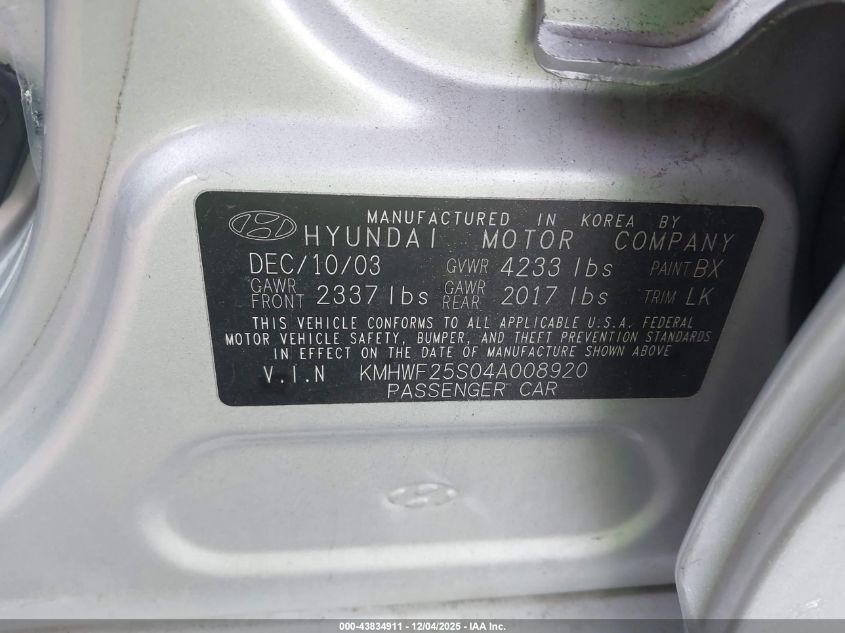 MANUFACTURED IN KOREA BY
HYUNDAI MOTOR COMPANY
DEC/10/03 GVWR 4233 lbs PAINT BX
GAWR FRONT 2337 lbs GAWR REAR 2017 lbs TRIM LK
THIS VEHICLE CONFORMS TO ALL APPLICABLE U.S.A. FEDERAL
MOTOR VEHICLE SAFETY, BUMPER, AND THEFT PREVENTION STANDARDS
IN EFFECT ON THE DATE OF MANUFACTURE SHOWN ABOVE
V.I.N KMHWF25S04A008920
PASSENGER CAR
000-43834911 - 12/04/2025 - IAA Inc.